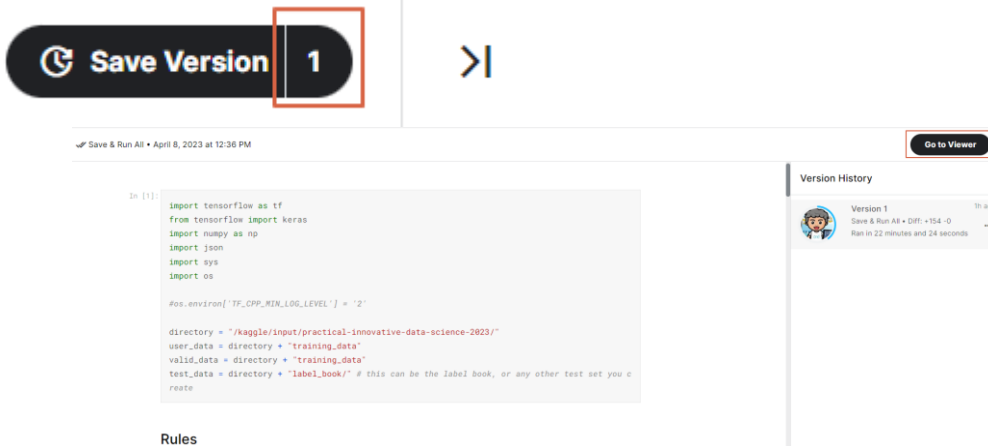 Save Version 1
Save & Run All • April 8, 2023 at 12:36 PM
Go to Viewer
Version History
Version 1
1h
Save & Run All • Diff: +154 -0
Ran in 22 minutes and 24 seconds
In [1]:
import tensorflow as tf
from tensorflow import keras
import numpy as np
import json
import sys
import os
#os.environ['TF_CPP_MIN_LOG_LEVEL'] = '2'
directory = "/kaggle/input/practical-innovative-data-science-2023/"
user_data = directory + "training_data"
valid_data = directory + "training_data"
test_data = directory + "label_book/" # this can be the label book, or any other test set you c
reate
Rules